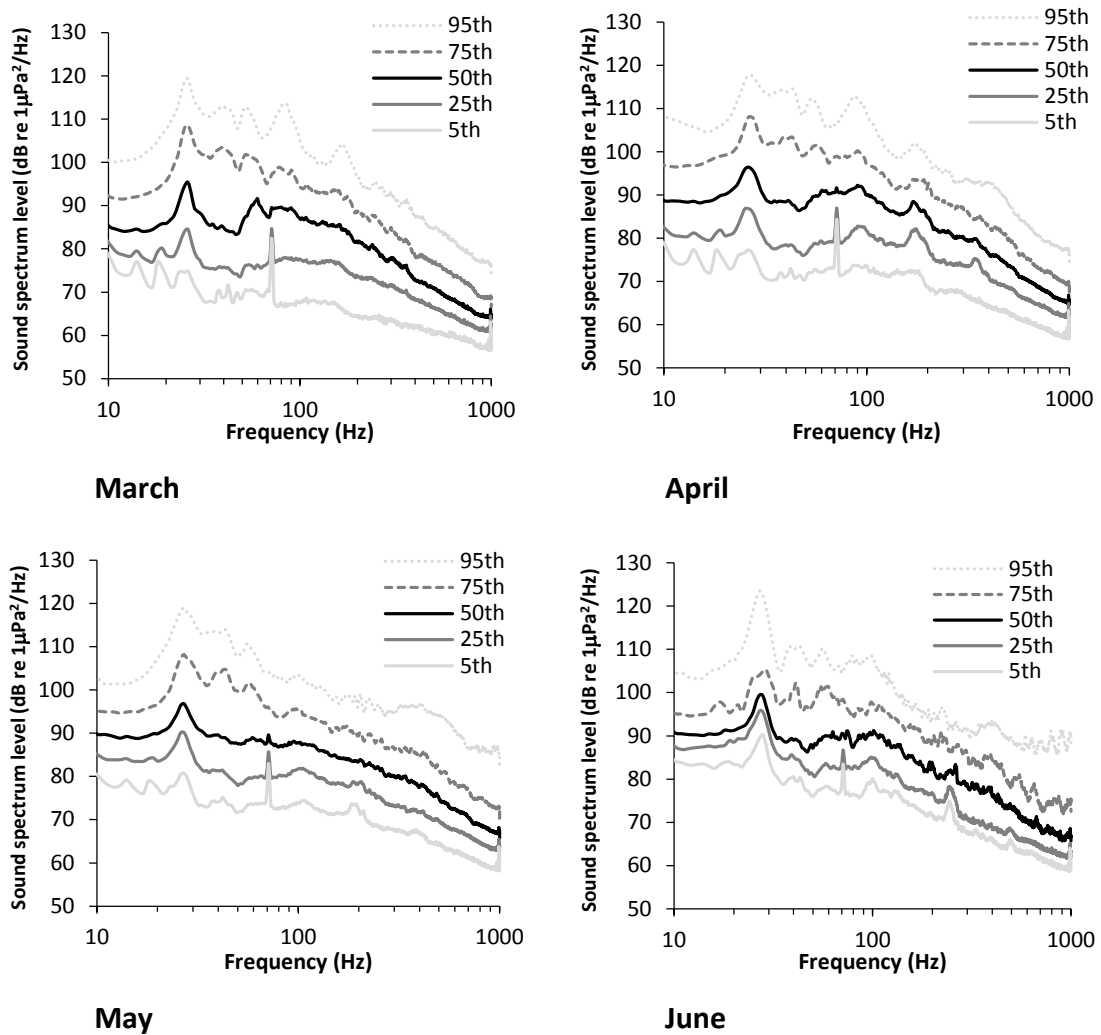 130
120
110
100
90
80
70
60
50
Sound spectrum level (dB re 1µPa²/Hz)
95th
75th
50th
25th
5th
10
100
1000
Frequency (Hz)
March
130
120
110
100
90
80
70
60
50
Sound spectrum level (dB re 1µPa²/Hz)
95th
75th
50th
25th
5th
10
100
1000
Frequency (Hz)
April
130
120
110
100
90
80
70
60
50
Sound spectrum level (dB re 1µPa²/Hz)
95th
75th
50th
25th
5th
10
100
1000
Frequency (Hz)
May
130
120
110
100
90
80
70
60
50
Sound spectrum level (dB re 1µPa²/Hz)
95th
75th
50th
25th
5th
10
100
1000
Frequency (Hz)
June